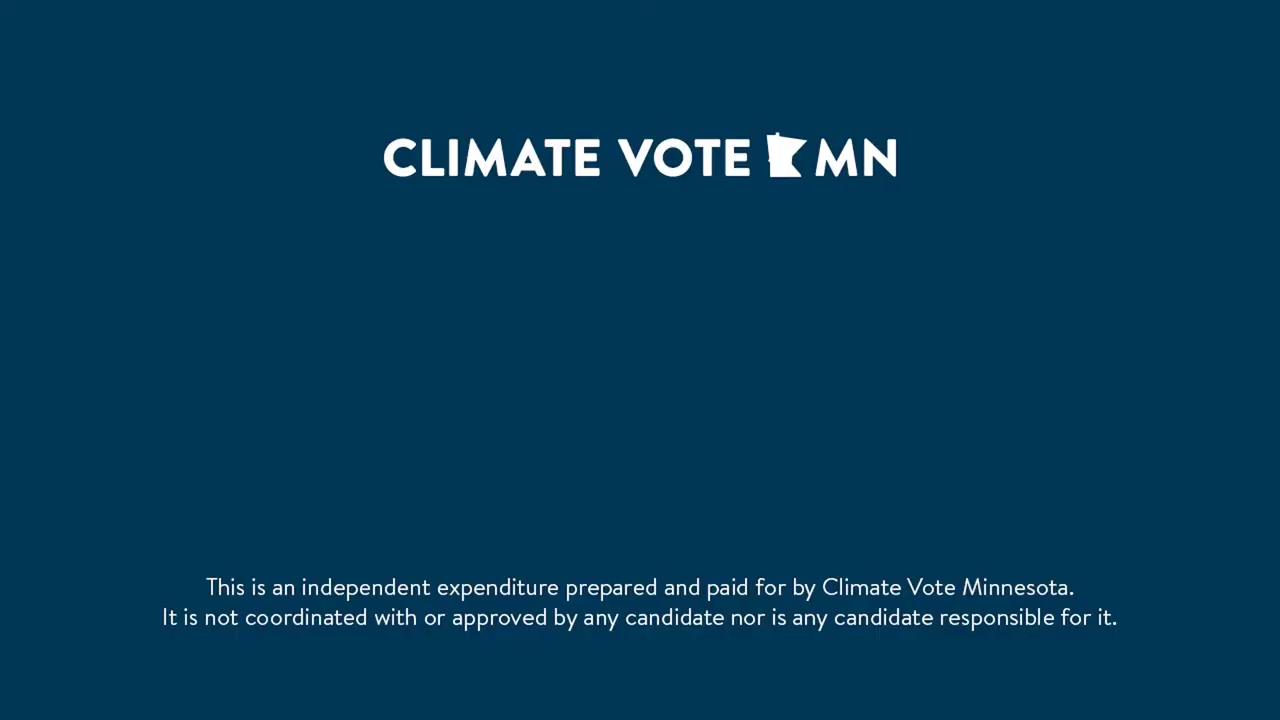 CLIMATE VOTE MN
This is an independent expenditure prepared and paid for by Climate Vote Minnesota.
It is not coordinated with or approved by any candidate nor is any candidate responsible for it.